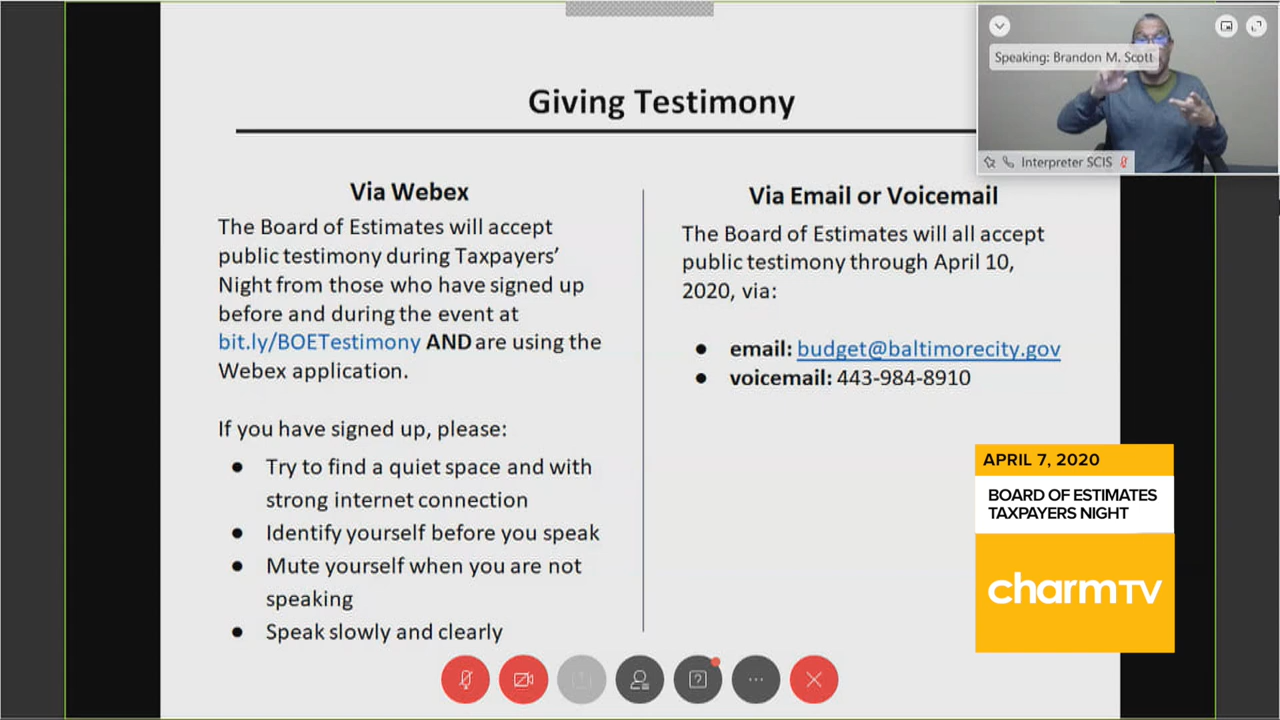 Giving Testimony
Speaking: Brandon M. Scott
Interpreter SCIS
Via Webex
The Board of Estimates will accept
public testimony during Taxpayers’
Night from those who have signed up
before and during the event at
bit.ly/BOETestimony AND are using the
Webex application.
If you have signed up, please:
● Try to find a quiet space and with
strong internet connection
● Identify yourself before you speak
● Mute yourself when you are not
speaking
● Speak slowly and clearly
Via Email or Voicemail
The Board of Estimates will all accept
public testimony through April 10,
2020, via:
● email: budget@baltimorecity.gov
● voicemail: 443-984-8910
APRIL 7, 2020
BOARD OF ESTIMATES
TAXPAYERS NIGHT
charmTV